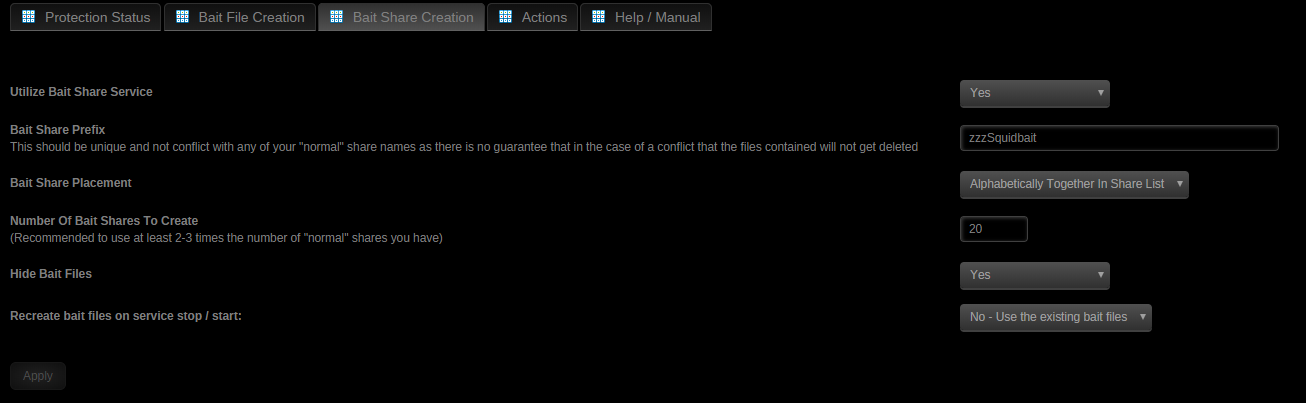 Protection Status Bait File Creation Bait Share Creation Actions Help / Manual
Utilize Bait Share Service Yes
Bait Share Prefix
This should be unique and not conflict with any of your "normal" share names as there is no guarantee that in the case of a conflict that the files contained will not get deleted zzzSquidbait
Bait Share Placement Alphabetically Together In Share List
Number Of Bait Shares To Create
(Recommended to use at least 2-3 times the number of "normal" shares you have) 20
Hide Bait Files Yes
Recreate bait files on service stop / start: No - Use the existing bait files
Apply